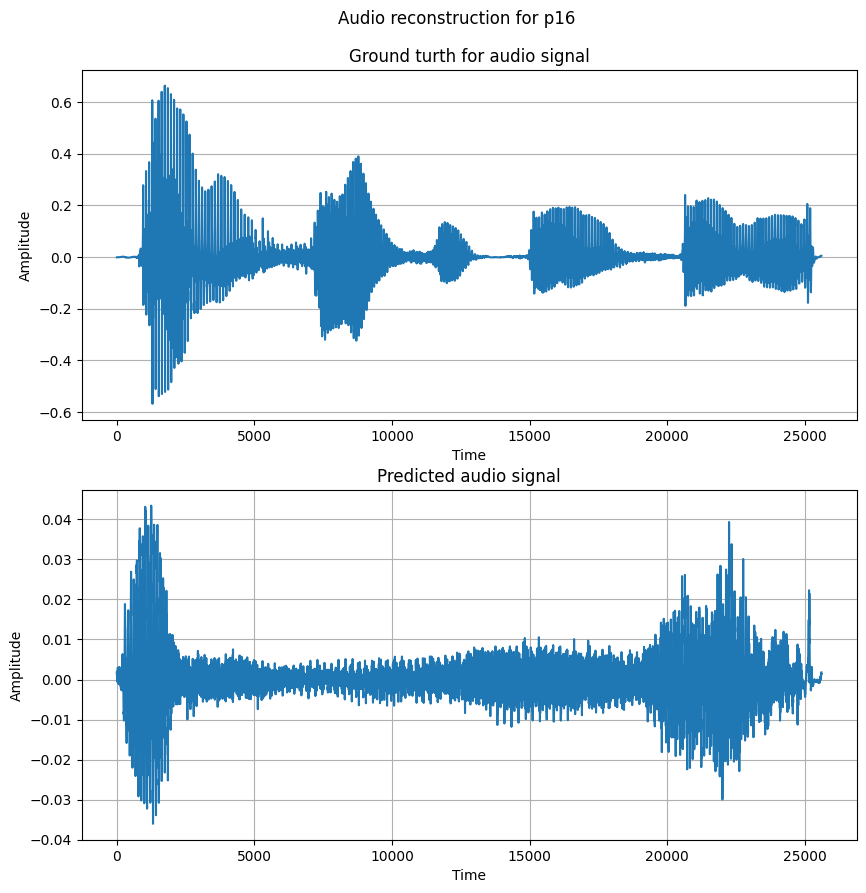 Audio reconstruction for p16
Ground turth for audio signal
0.6
0.4
0.2
0.0
−0.2
−0.4
−0.6
Amplitude
0 5000 10000 15000 20000 25000
Time
Predicted audio signal
0.04
0.03
0.02
0.01
0.00
−0.01
−0.02
−0.03
−0.04
Amplitude
0 5000 10000 15000 20000 25000
Time